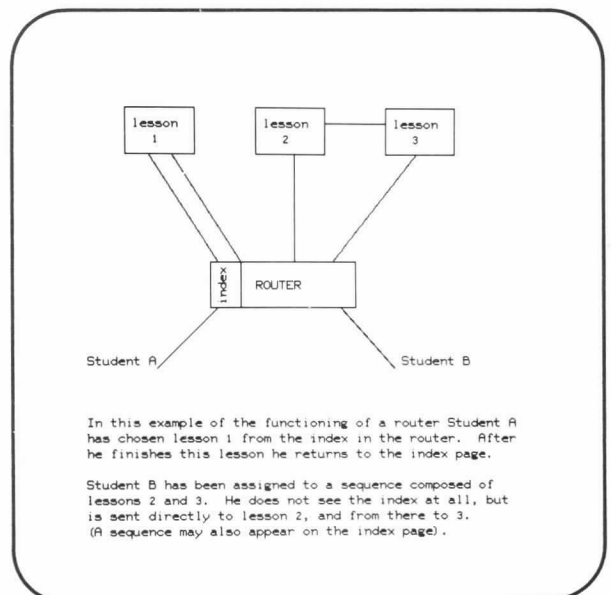 lesson
1
lesson
2
lesson
3
index
ROUTER
Student A
Student B
In this example of the functioning of a router Student A
has chosen lesson 1 from the index in the router.  After
he finishes this lesson he returns to the index page.
Student B has been assigned to a sequence composed of
lessons 2 and 3.  He does not see the index at all, but
is sent directly to lesson 2, and from there to 3.
(A sequence may also appear on the index page).